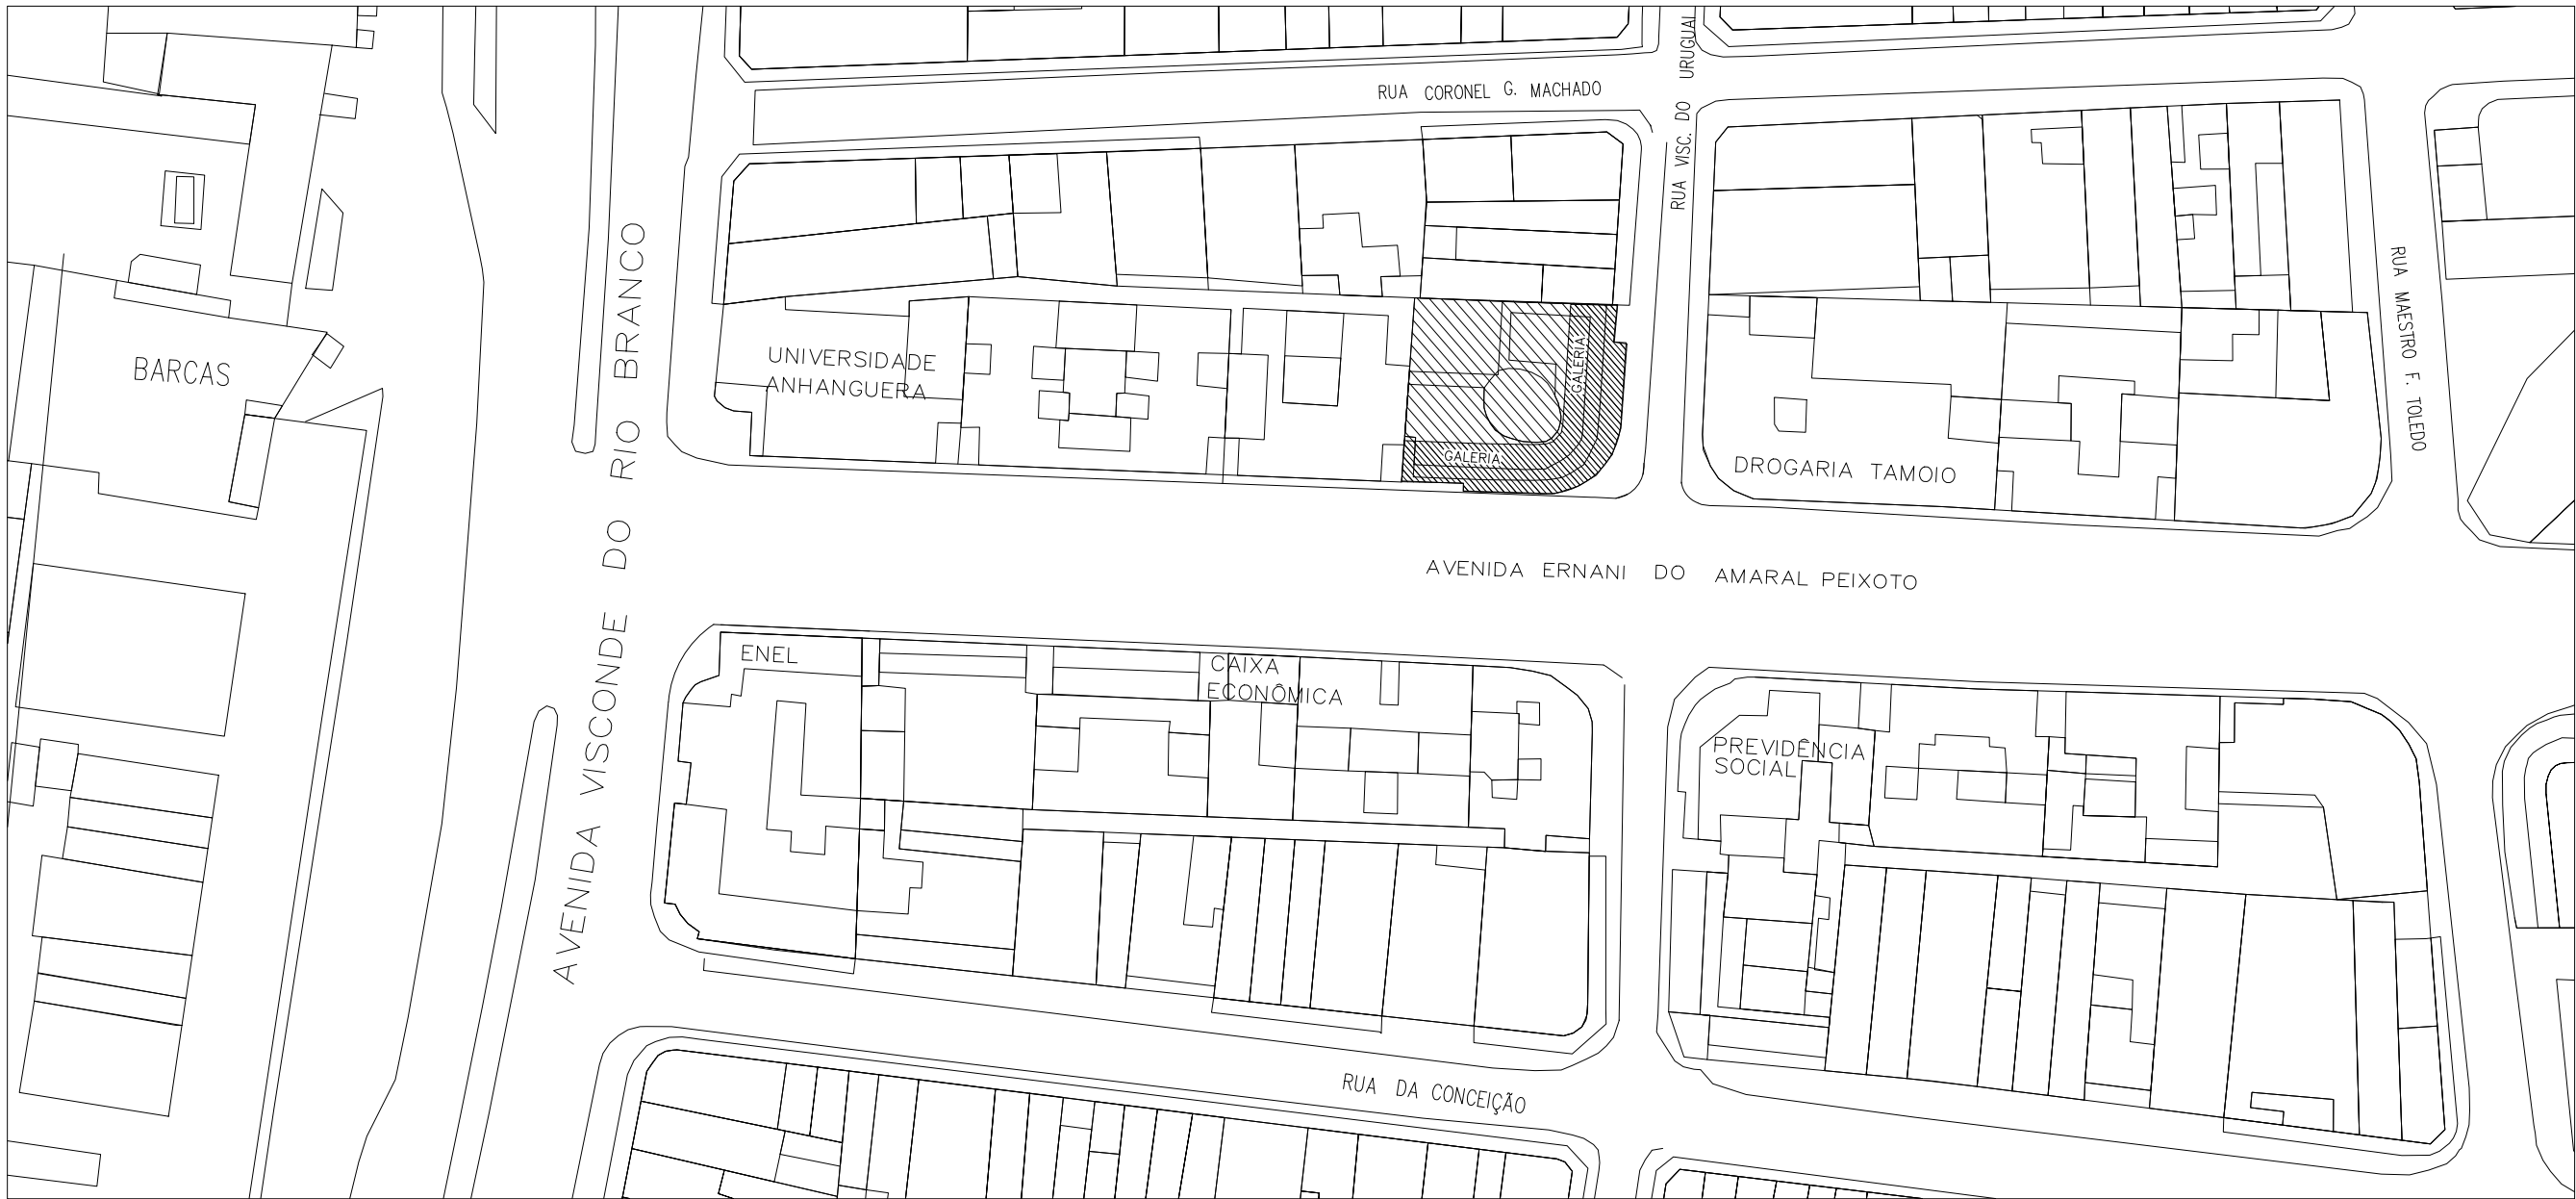 RUA VISC. DO URUGUAI
RUA CORONEL G. MACHADO
AVENIDA VISCONDE DO RIO BRANCO
RUA MAESTRO F. TOLEDO
BARCAS
UNIVERSIDADE
ANHANGUERA
GALERIA
GALERIA
DROGARIA TAMOIO
AVENIDA ERNANI DO AMARAL PEIXOTO
ENEL
CAIXA
ECONÔMICA
PREVIDÊNCIA
SOCIAL
RUA DA CONCEIÇÃO